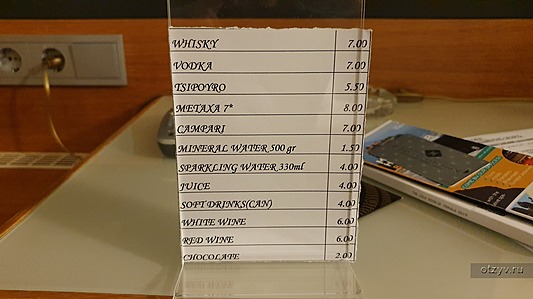 WHISKY 7.00
VODKA 7.00
TSIPOYRO 5.50
METAXA 7* 8.00
CAMPARI 7.00
MINERAL WATER 500 gr 1.50
SPARKLING WATER 330ml 4.00
JUICE 4.00
SOFT DRINKS(CAN) 4.00
WHITE WINE 6.00
RED WINE 6.00
CHOCOLATE 2.00
otzyv.ru